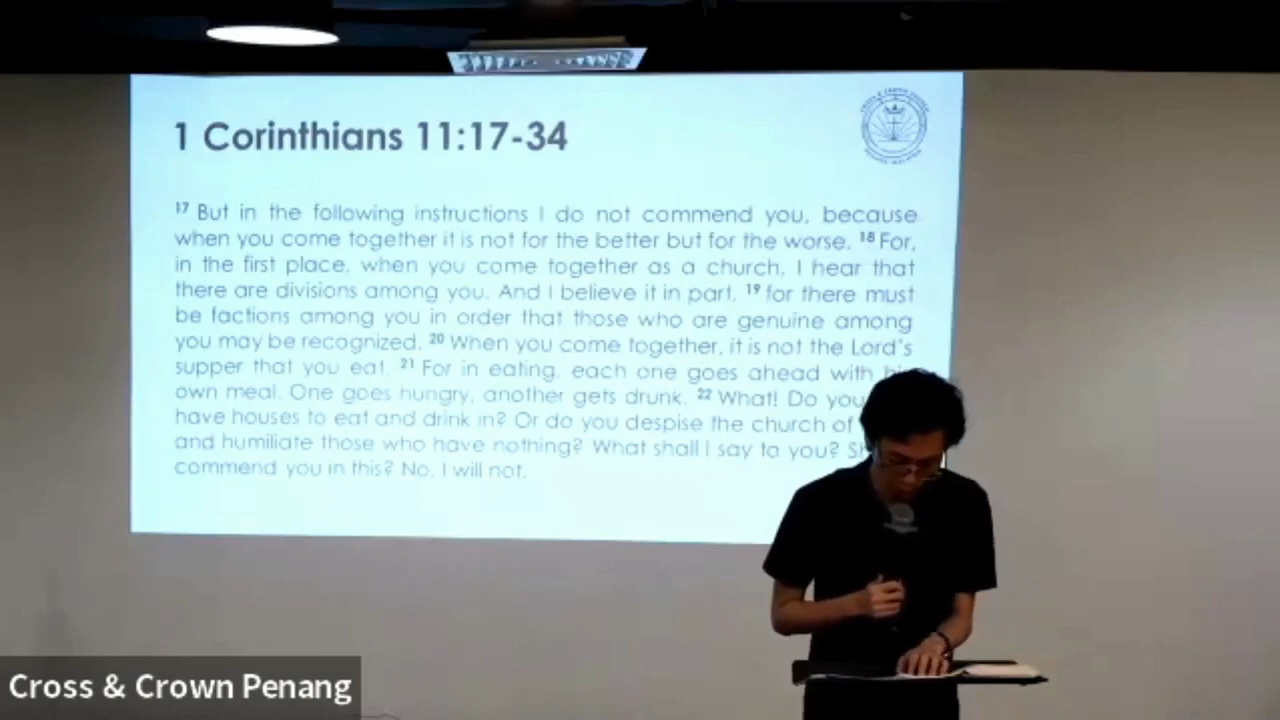 1 Corinthians 11:17-34
17 But in the following instructions I do not commend you, because
when you come together it is not for the better but for the worse. 18 For,
in the first place, when you come together as a church, I hear that
there are divisions among you. And I believe it in part, 19 for there must
be factions among you in order that those who are genuine among
you may be recognized. 20 When you come together, it is not the Lord's
supper that you eat. 21 For in eating, each one goes ahead with
own meal. One goes hungry, another gets drunk. 22 What! Do you
have houses to eat and drink in? Or do you despise the church of
and humiliate those who have nothing? What shall I say to you?
commend you in this? No, I will not.
Cross & Crown Penang